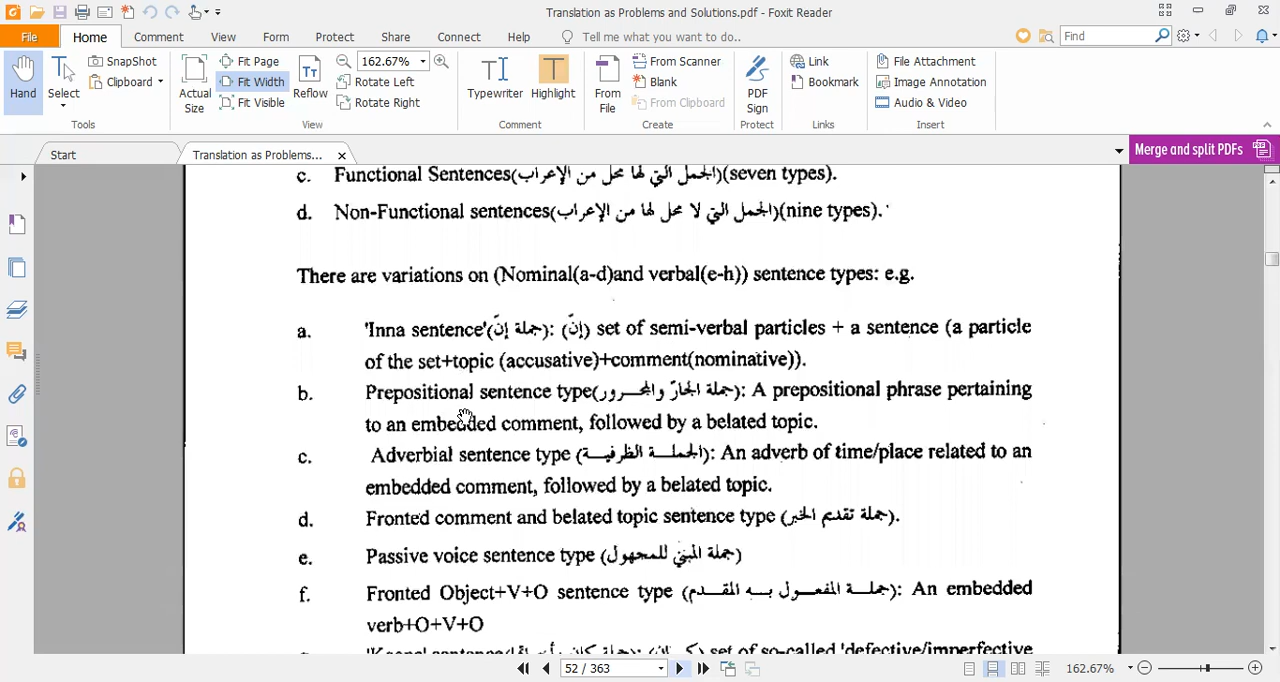 Translation as Problems and Solutions.pdf - Foxit Reader
File Home Comment View Form Protect Share Connect Help Tell me what you want to do.. Find
SnapShot Fit Page 162.67% From Scanner Link File Attachment
Clipboard Fit Width Rotate Left Blank Bookmark Image Annotation
Hand Select Actual Size Reflow Fit Visible Rotate Right Typewriter Highlight From File From Clipboard PDF Sign Audio & Video
Tools View Comment Create Protect Links Insert
Start Translation as Problems... Merge and split PDFs
c. Functional Sentences(الجمل التي لها محل من الإعراب)(seven types).
d. Non-Functional sentences(الجمل التي لا محل لها من الإعراب)(nine types).
There are variations on (Nominal(a-d)and verbal(e-h)) sentence types: e.g.
a. 'Inna sentence'(جملة إنّ): (إنّ) set of semi-verbal particles + a sentence (a particle
of the set+topic (accusative)+comment(nominative)).
b. Prepositional sentence type(جملة الجارّ والمجرور): A prepositional phrase pertaining
to an embedded comment, followed by a belated topic.
c. Adverbial sentence type (الجملة الظرفية): An adverb of time/place related to an
embedded comment, followed by a belated topic.
d. Fronted comment and belated topic sentence type (جملة تقديم الخبر).
e. Passive voice sentence type (جملة المبني للمجهول)
f. Fronted Object+V+O sentence type (جملة المفعول به المقدم): An embedded
verb+O+V+O
set of so-called 'defective/imperfective
52 / 363 162.67%